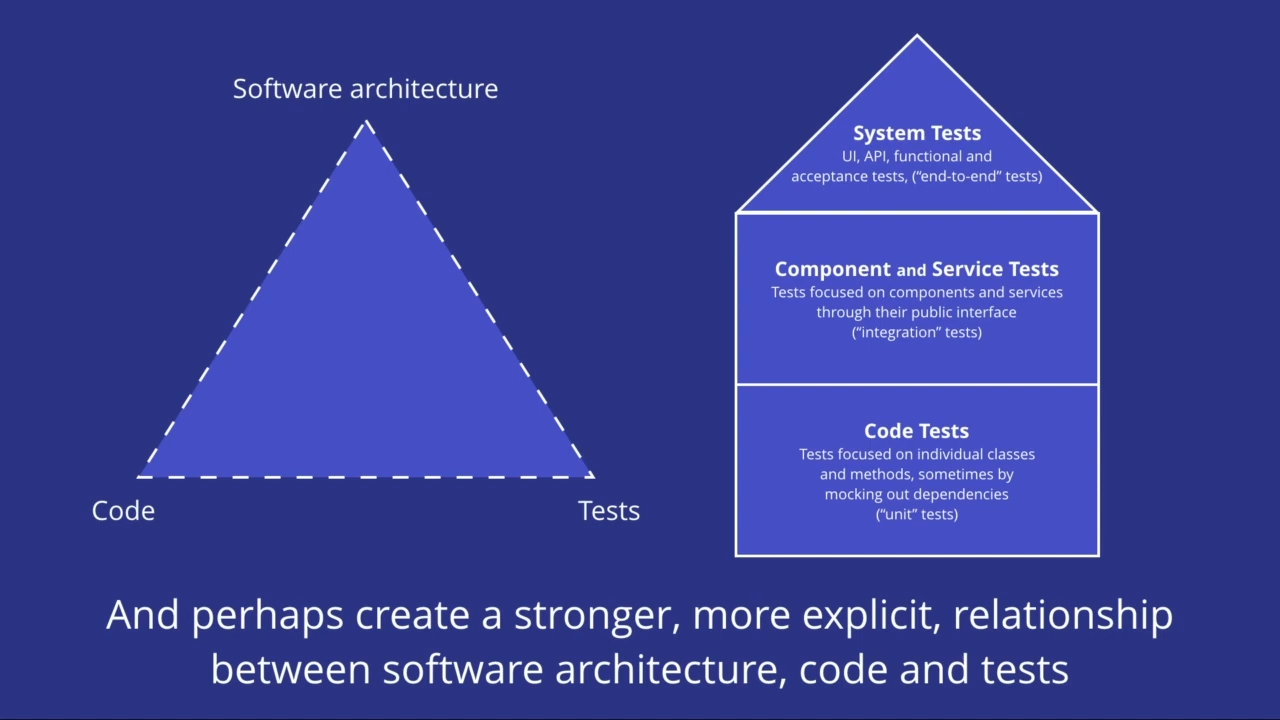 Software architecture
Code
Tests
System Tests
UI, API, functional and
acceptance tests, (“end-to-end” tests)
Component and Service Tests
Tests focused on components and services
through their public interface
(“integration” tests)
Code Tests
Tests focused on individual classes
and methods, sometimes by
mocking out dependencies
(“unit” tests)
And perhaps create a stronger, more explicit, relationship
between software architecture, code and tests